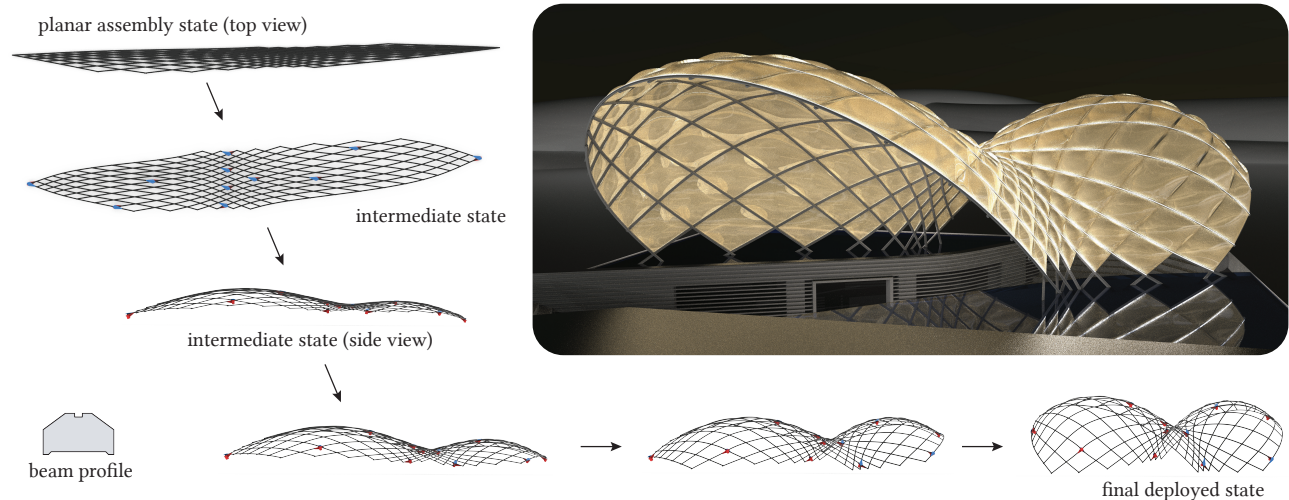 planar assembly state (top view)
intermediate state
intermediate state (side view)
beam profile
final deployed state